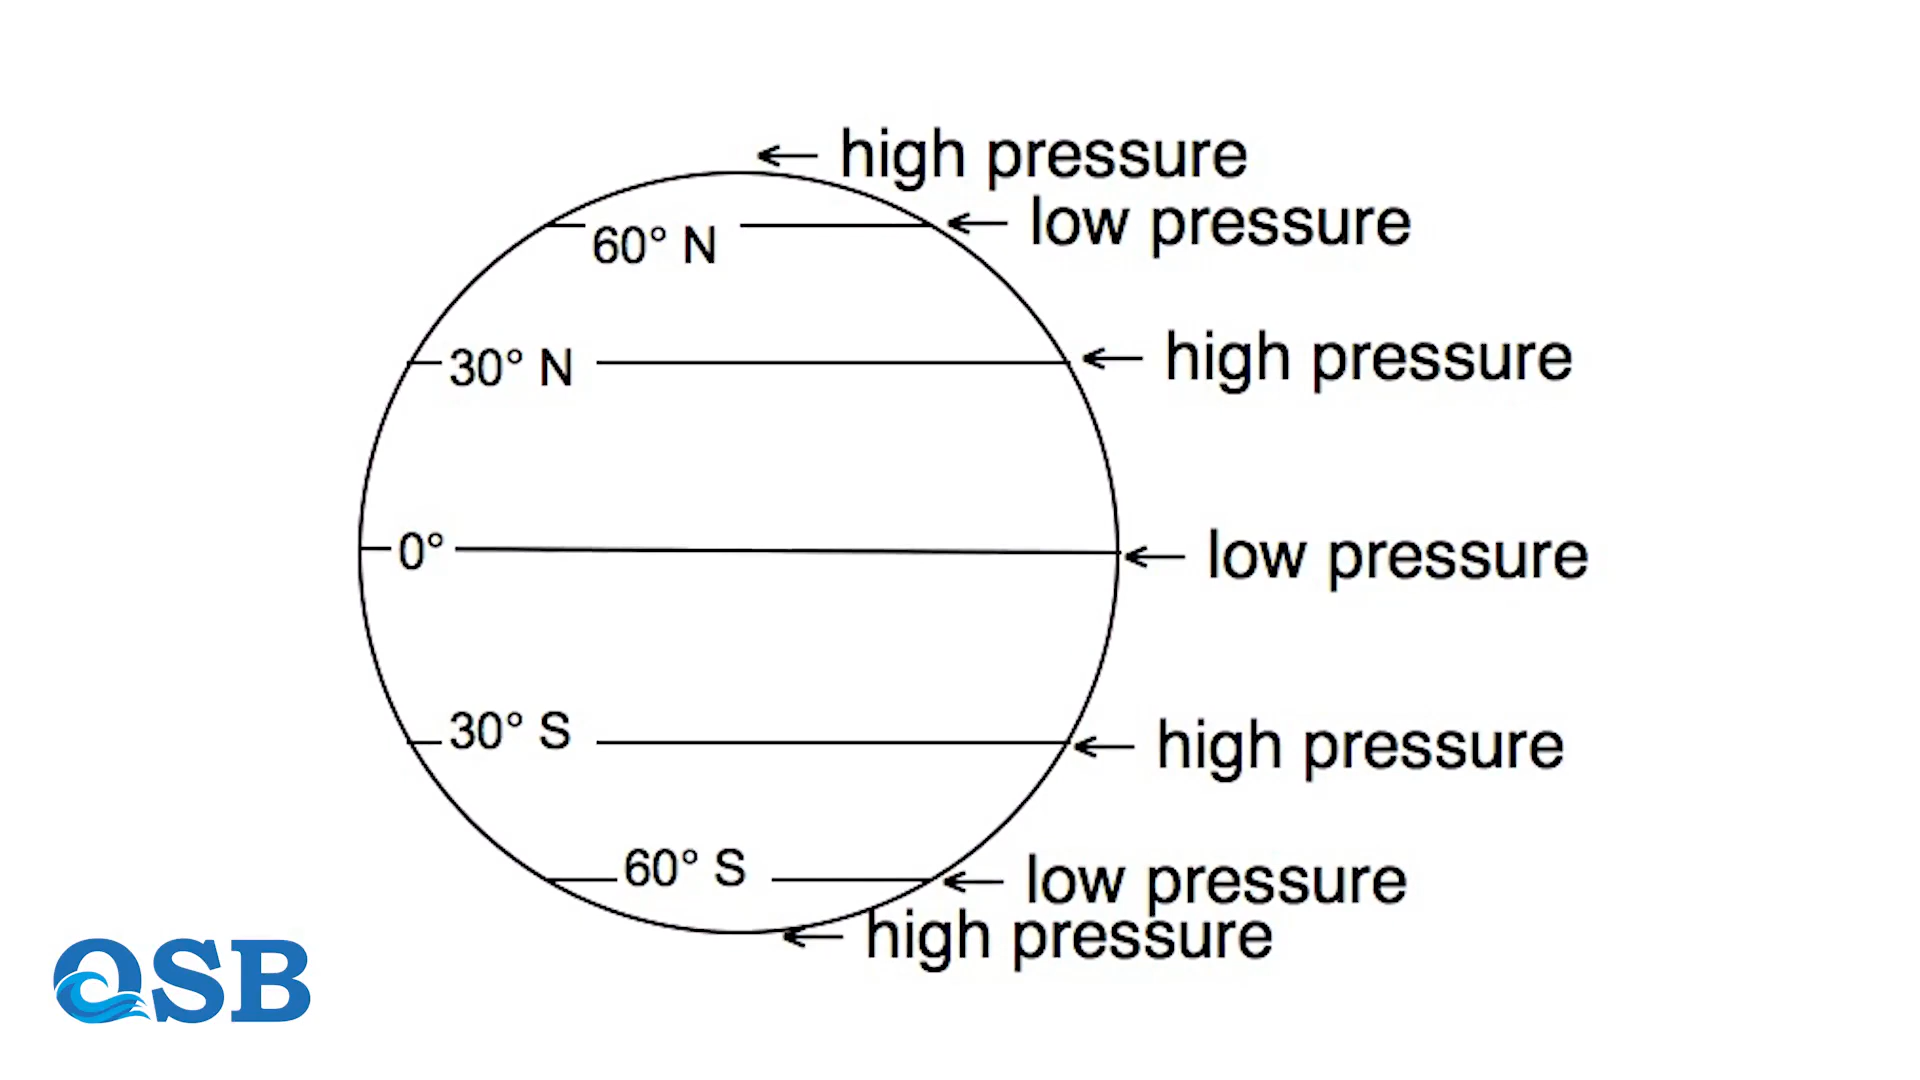 high pressure
low pressure
60° N
high pressure
30° N
0°
low pressure
30° S
high pressure
60° S
low pressure
high pressure
OSB